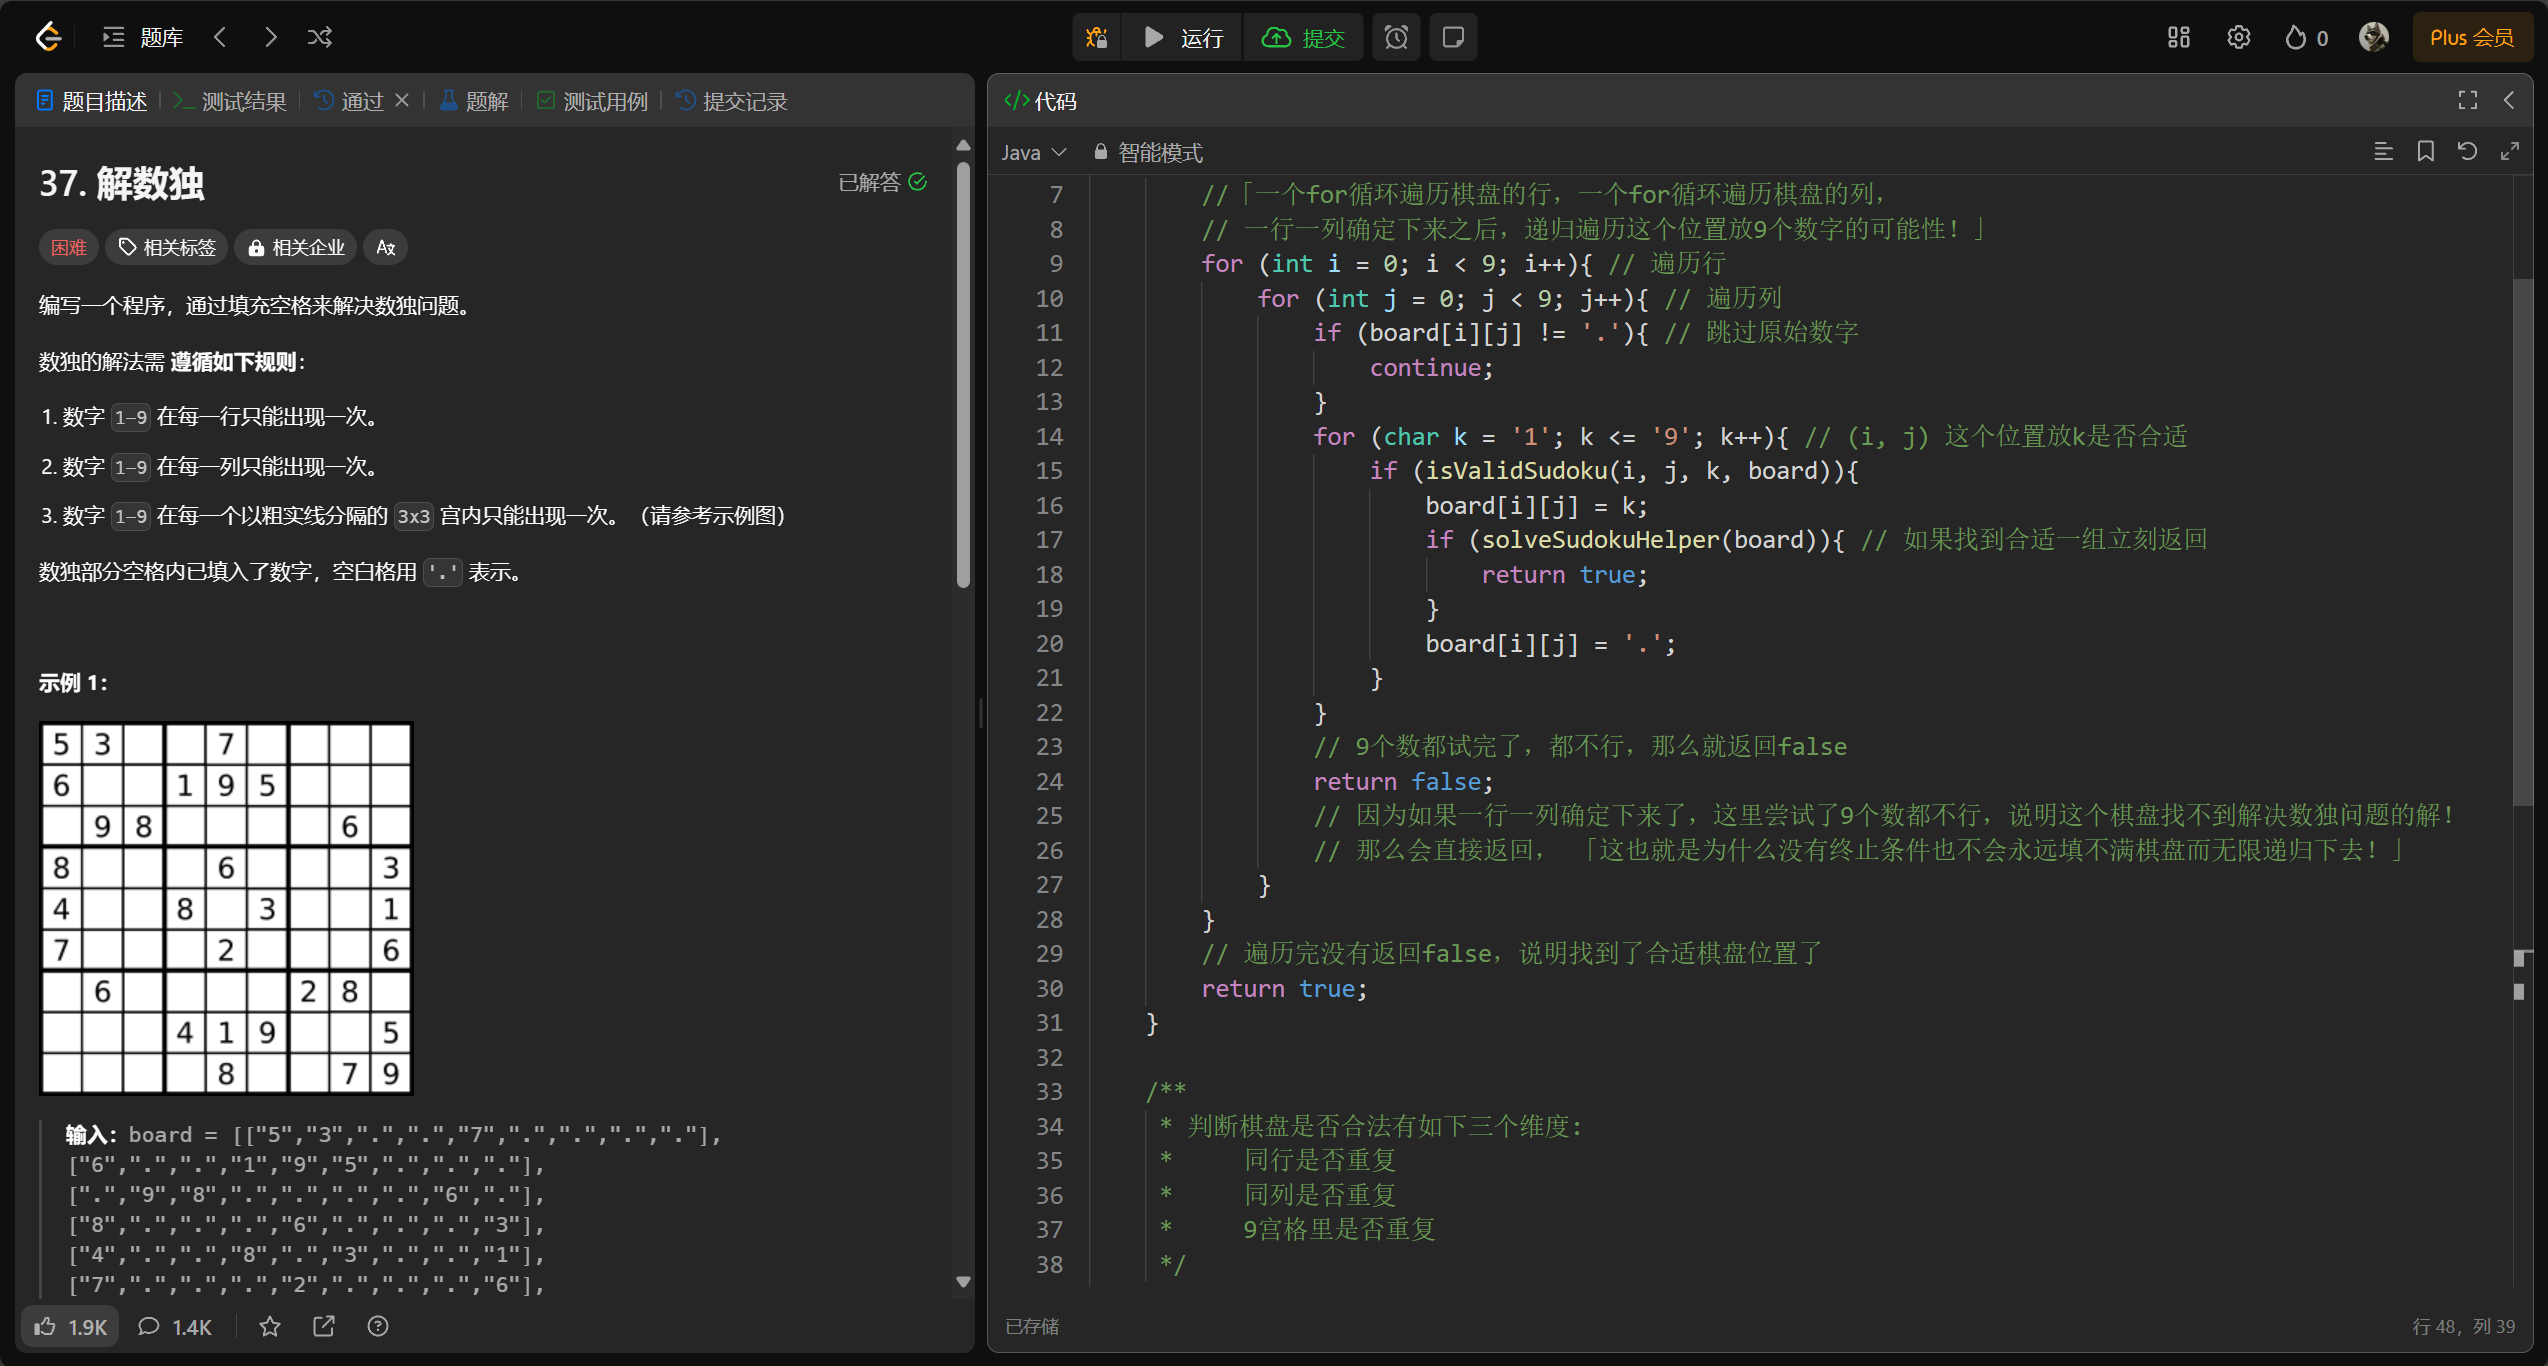 题库
运行
提交
0
Plus 会员
题目描述
测试结果
通过
题解
测试用例
提交记录
37. 解数独
已解答
困难
相关标签
相关企业
编写一个程序，通过填充空格来解决数独问题。
数独的解法需 遵循如下规则：
1. 数字 1-9 在每一行只能出现一次。
2. 数字 1-9 在每一列只能出现一次。
3. 数字 1-9 在每一个以粗实线分隔的 3x3 宫内只能出现一次。（请参考示例图）
数独部分空格内已填入了数字，空白格用 '.' 表示。
示例 1：
5 3 7
6 1 9 5
9 8 6
8 6 3
4 8 3 1
7 2 6
6 2 8
4 1 9 5
8 7 9
输入：board = [["5","3",".",".","7",".",".",".","."],
["6",".",".","1","9","5",".",".","."],
[".","9","8",".",".",".",".","6","."],
["8",".",".",".","6",".",".",".","3"],
["4",".",".","8",".","3",".",".","1"],
["7",".",".",".","2",".",".",".","6"],
1.9K
1.4K
</> 代码
Java
智能模式
7 //「一个for循环遍历棋盘的行，一个for循环遍历棋盘的列，
8 // 一行一列确定下来之后，递归遍历这个位置放9个数字的可能性！」
9 for (int i = 0; i < 9; i++){ // 遍历行
10 for (int j = 0; j < 9; j++){ // 遍历列
11 if (board[i][j] != '.'){ // 跳过原始数字
12 continue;
13 }
14 for (char k = '1'; k <= '9'; k++){ // (i, j) 这个位置放k是否合适
15 if (isValidSudoku(i, j, k, board)){
16 board[i][j] = k;
17 if (solveSudokuHelper(board)){ // 如果找到合适一组立刻返回
18 return true;
19 }
20 board[i][j] = '.';
21 }
22 }
23 // 9个数都试完了，都不行，那么就返回false
24 return false;
25 // 因为如果一行一列确定下来了，这里尝试了9个数都不行，说明这个棋盘找不到解决数独问题的解！
26 // 那么会直接返回， 「这也就是为什么没有终止条件也不会永远填不满棋盘而无限递归下去！」
27 }
28 }
29 // 遍历完没有返回false，说明找到了合适棋盘位置了
30 return true;
31 }
32
33 /**
34 * 判断棋盘是否合法有如下三个维度:
35 * 同行是否重复
36 * 同列是否重复
37 * 9宫格里是否重复
38 */
已存储
行 48，列 39